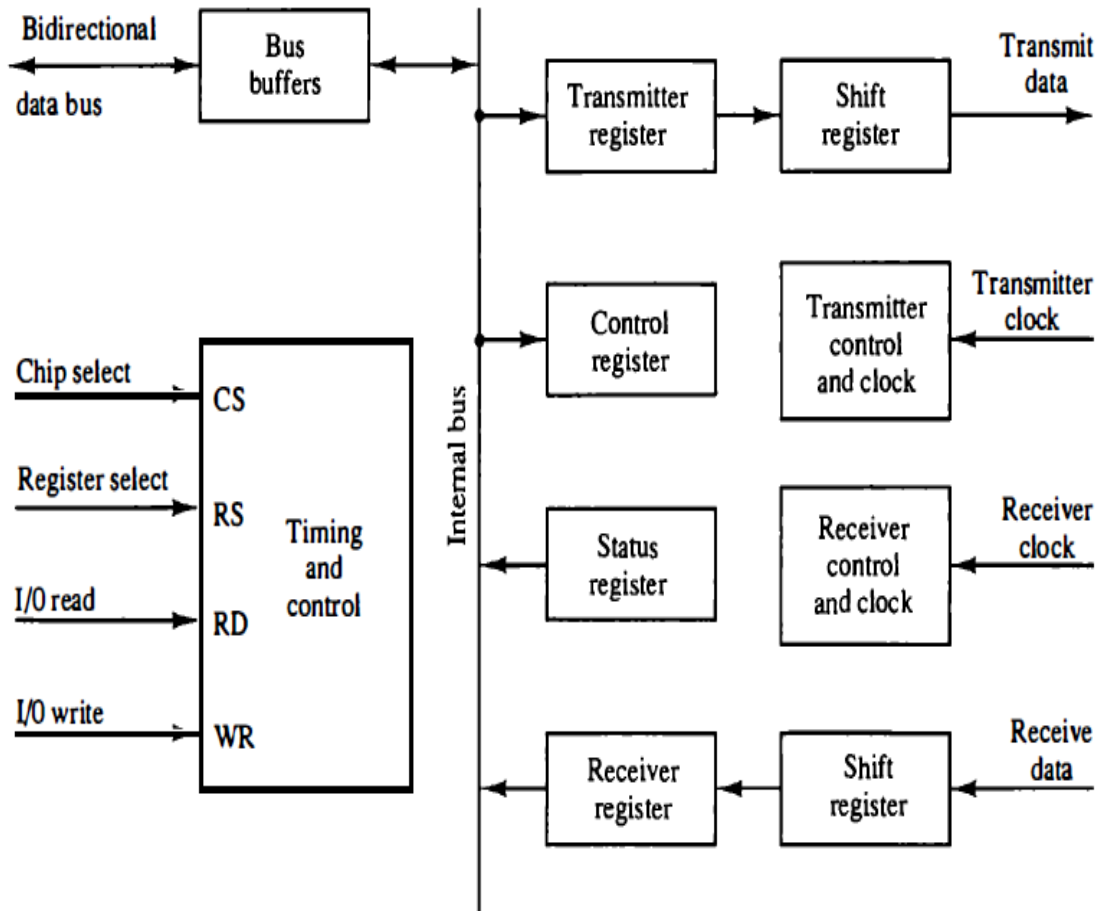 Bidirectional
data bus
Bus
buffers
Transmitter
register
Shift
register
Transmit
data
Control
register
Transmitter
control
and clock
Transmitter
clock
Chip select
CS
Register select
RS
I/O read
RD
I/O write
WR
Timing
and
control
Internal bus
Status
register
Receiver
control
and clock
Receiver
clock
Receiver
register
Shift
register
Receive
data